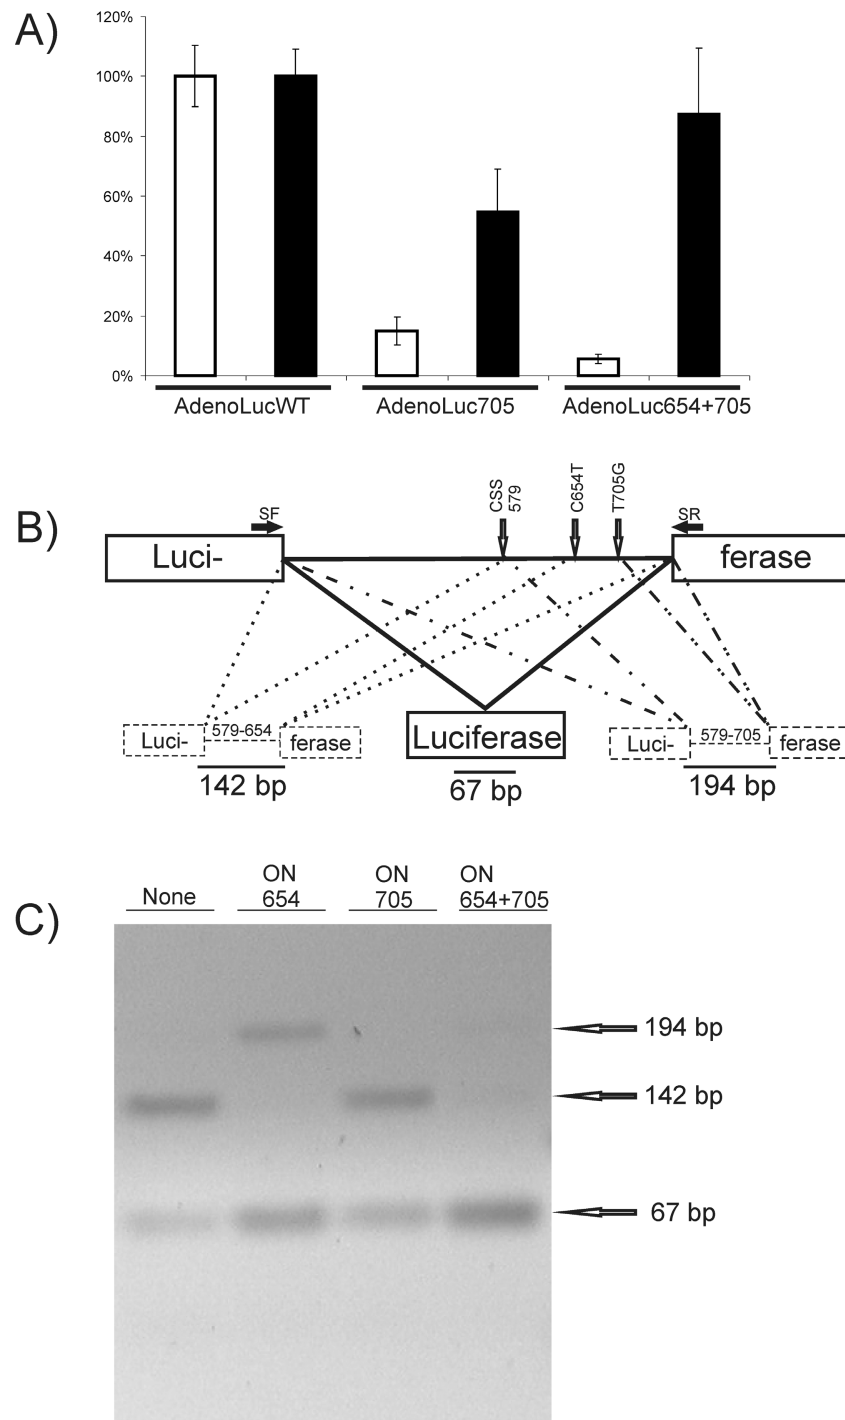 A)
120%
100%
80%
60%
40%
20%
0%
AdenoLucWT
AdenoLuc705
AdenoLuc654+705
B)
SF
CSS
579
C654T
T705G
SR
Luci-
ferase
Luci-
579-654
ferase
142 bp
Luciferase
67 bp
Luci-
579-705
ferase
194 bp
C)
None
ON
654
ON
705
ON
654+705
194 bp
142 bp
67 bp